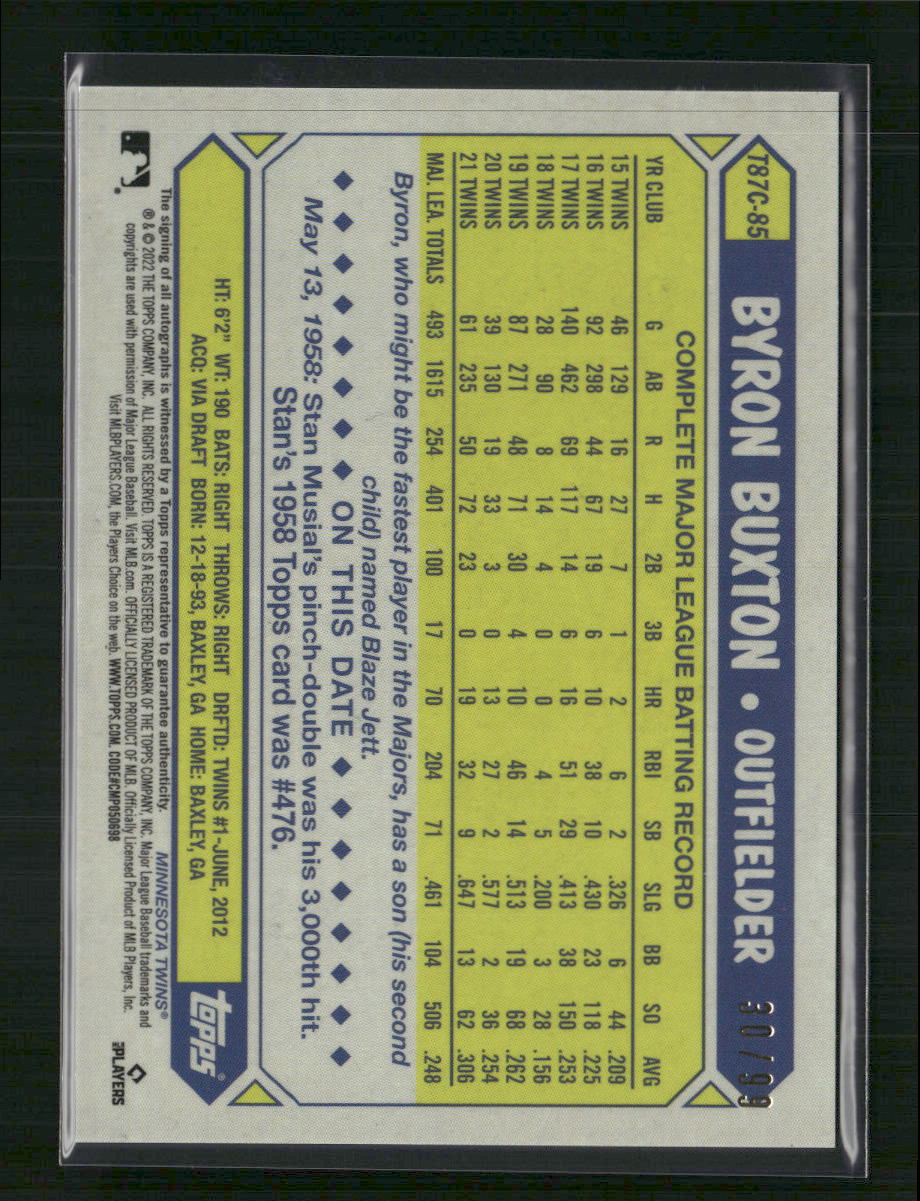 T87C-85 BYRON BUXTON • OUTFIELDER 30/99
COMPLETE MAJOR LEAGUE BATTING RECORD
YR CLUB G AB R H 2B 3B HR RBI SB SLG BB SO AVG
15 TWINS 46 129 16 27 7 1 2 6 2 .326 6 44 .209
16 TWINS 92 298 44 67 19 6 10 38 10 .430 23 118 .225
17 TWINS 140 462 69 117 14 6 16 51 29 .413 38 150 .253
18 TWINS 28 90 8 14 4 0 0 4 5 .200 3 28 .156
19 TWINS 87 271 48 71 30 4 10 46 14 .513 19 68 .262
20 TWINS 39 130 19 33 3 0 13 27 2 .577 2 36 .254
21 TWINS 61 235 50 72 23 0 19 32 9 .647 13 62 .306
MAJ. LEA. TOTALS 493 1615 254 401 100 17 70 204 71 .461 104 506 .248
Byron, who might be the fastest player in the Majors, has a son (his second
child) named Blaze Jett.
◆ ◆ ◆ ◆ ◆ ◆ ◆ ON THIS DATE ◆ ◆ ◆ ◆ ◆ ◆ ◆
May 13, 1958: Stan Musial's pinch-double was his 3,000th hit.
Stan's 1958 Topps card was #476.
HT: 6'2" WT: 190 BATS: RIGHT THROWS: RIGHT DRFTD: TWINS #1-JUNE, 2012
ACQ: VIA DRAFT BORN: 12-18-93, BAXLEY, GA HOME: BAXLEY, GA
topps®
The signing of all autographs is witnessed by a Topps representative to guarantee authenticity. MINNESOTA TWINS®
® & © 2022 THE TOPPS COMPANY, INC. ALL RIGHTS RESERVED. TOPPS IS A REGISTERED TRADEMARK OF THE TOPPS COMPANY, INC. Major League Baseball trademarks and
copyrights are used with permission of Major League Baseball. Visit MLB.com. OFFICIALLY LICENSED PRODUCT OF MLB. Officially Licensed Product of MLB Players, Inc.
Visit MLBPLAYERS.COM, the Players Choice on the web. WWW.TOPPS.COM. CODE#CMP050698
MLB PLAYERS